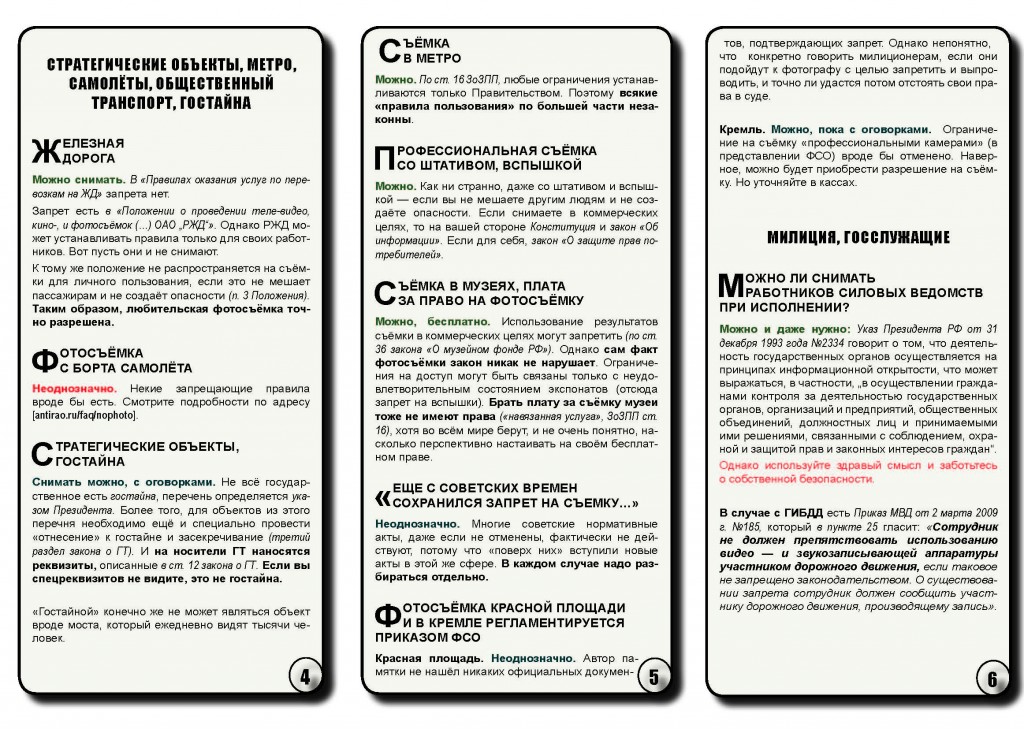 СТРАТЕГИЧЕСКИЕ ОБЪЕКТЫ, МЕТРО,
САМОЛЁТЫ, ОБЩЕСТВЕННЫЙ
ТРАНСПОРТ, ГОСТАЙНА
ЖЕЛЕЗНАЯ
ДОРОГА
Можно снимать. В «Правилах оказания услуг по пере-
возкам на ЖД» запрета нет.
Запрет есть в «Положении о проведении теле-видео,
кино-, и фотосъёмок (...) ОАО „РЖД“». Однако РЖД мо-
жет устанавливать правила только для своих работ-
ников. Вот пусть они и не снимают.
К тому же положение не распространяется на съём-
ки для личного пользования, если это не мешает
пассажирам и не создаёт опасности (п. 3 Положения).
Таким образом, любительская фотосъёмка точ-
но разрешена.
ФОТОСЪЁМКА
С БОРТА САМОЛЁТА
Неоднозначно. Некие запрещающие правила
вроде бы есть. Смотрите подробности по адресу
[antirao.ru/faq/nophoto].
СТРАТЕГИЧЕСКИЕ ОБЪЕКТЫ,
ГОСТАЙНА
Снимать можно, с оговорками. Не всё государ-
ственное есть гостайна, перечень определяется ука-
зом Президента. Более того, для объектов из этого
перечня необходимо ещё и специально провести
«отнесение» к гостайне и засекречивание (третий
раздел закона о ГТ). И на носители ГТ наносятся
реквизиты, описанные в ст. 12 закона о ГТ. Если вы
спецреквизитов не видите, это не гостайна.
«Гостайной» конечно же не может являться объект
вроде моста, который ежедневно видят тысячи че-
ловек.
4
СЪЁМКА
В МЕТРО
Можно. По ст. 16 ЗоЗПП, любые ограничения устанав-
ливаются только Правительством. Поэтому всякие
«правила пользования» по большей части неза-
конны.
ПРОФЕССИОНАЛЬНАЯ СЪЁМКА
СО ШТАТИВОМ, ВСПЫШКОЙ
Можно. Как ни странно, даже со штативом и вспыш-
кой — если вы не мешаете другим людям и не соз-
даёте опасности. Если снимаете в коммерческих
целях, то на вашей стороне Конституция и закон «Об
информации». Если для себя, закон «О защите прав по-
требителей».
СЪЁМКА В МУЗЕЯХ, ПЛАТА
ЗА ПРАВО НА ФОТОСЪЁМКУ
Можно, бесплатно. Использование результатов
съёмки в коммерческих целях могут запретить (по ст.
36 закона «О музейном фонде РФ»). Однако сам факт
фотосъёмки закон никак не нарушает. Ограниче-
ния на доступ могут быть связаны только с неудо-
влетворительным состоянием экспонатов (отсюда
запрет на вспышки). Брать плату за съёмку музеи
тоже не имеют права («навязанная услуга», ЗоЗПП ст.
16), хотя во всём мире берут, и не очень понятно, на-
сколько перспективно настаивать на своём бесплат-
ном праве.
«ЕЩЕ С СОВЕТСКИХ ВРЕМЕН
СОХРАНИЛСЯ ЗАПРЕТ НА СЪЕМКУ...»
Неоднозначно. Многие советские нормативные
акты, даже если не отменены, фактически не дей-
ствуют, потому что «поверх них» вступили новые
акты в этой же сфере. В каждом случае надо раз-
бираться отдельно.
ФОТОСЪЁМКА КРАСНОЙ ПЛОЩАДИ
И В КРЕМЛЕ РЕГЛАМЕНТИРУЕТСЯ
ПРИКАЗОМ ФСО
Красная площадь. Неоднозначно. Автор па-
мятки не нашёл никаких официальных докумен-
5
тов, подтверждающих запрет. Однако непонятно,
что конкретно говорить милиционерам, если они
подойдут к фотографу с целью запретить и выпро-
водить, и точно ли удастся потом отстоять свои пра-
ва в суде.
Кремль. Можно, пока с оговорками. Ограниче-
ние на съёмку «профессиональными камерами» (в
представлении ФСО) вроде бы отменено. Навер-
ное, можно будет приобрести разрешение на съём-
ку. Но уточняйте в кассах.
МИЛИЦИЯ, ГОССЛУЖАЩИЕ
МОЖНО ЛИ СНИМАТЬ
РАБОТНИКОВ СИЛОВЫХ ВЕДОМСТВ
ПРИ ИСПОЛНЕНИИ?
Можно и даже нужно: Указ Президента РФ от 31
декабря 1993 года №2334 говорит о том, что деятель-
ность государственных органов осуществляется на
принципах информационной открытости, что может
выражаться, в частности, „в осуществлении гражда-
нами контроля за деятельностью государственных
органов, организаций и предприятий, общественных
объединений, должностных лиц и принимаемыми
ими решениями, связанными с соблюдением, охра-
ной и защитой прав и законных интересов граждан“.
Однако используйте здравый смысл и заботьтесь
о собственной безопасности.
В случае с ГИБДД есть Приказ МВД от 2 марта 2009
г. №185, который в пункте 25 гласит: «Сотрудник
не должен препятствовать использованию
видео — и звукозаписывающей аппаратуры
участником дорожного движения, если таковое
не запрещено законодательством. О существова-
нии запрета сотрудник должен сообщить участ-
нику дорожного движения, производящему запись».
6